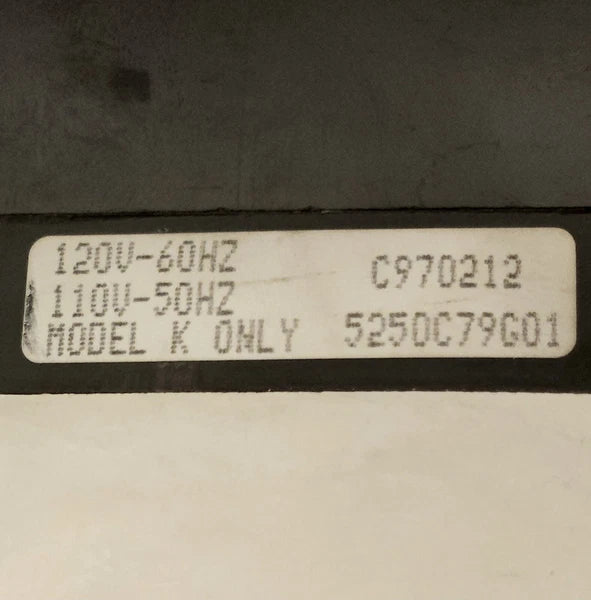 120V-60HZ
110V-50HZ
MODEL K ONLY
C970212
5250C79G01